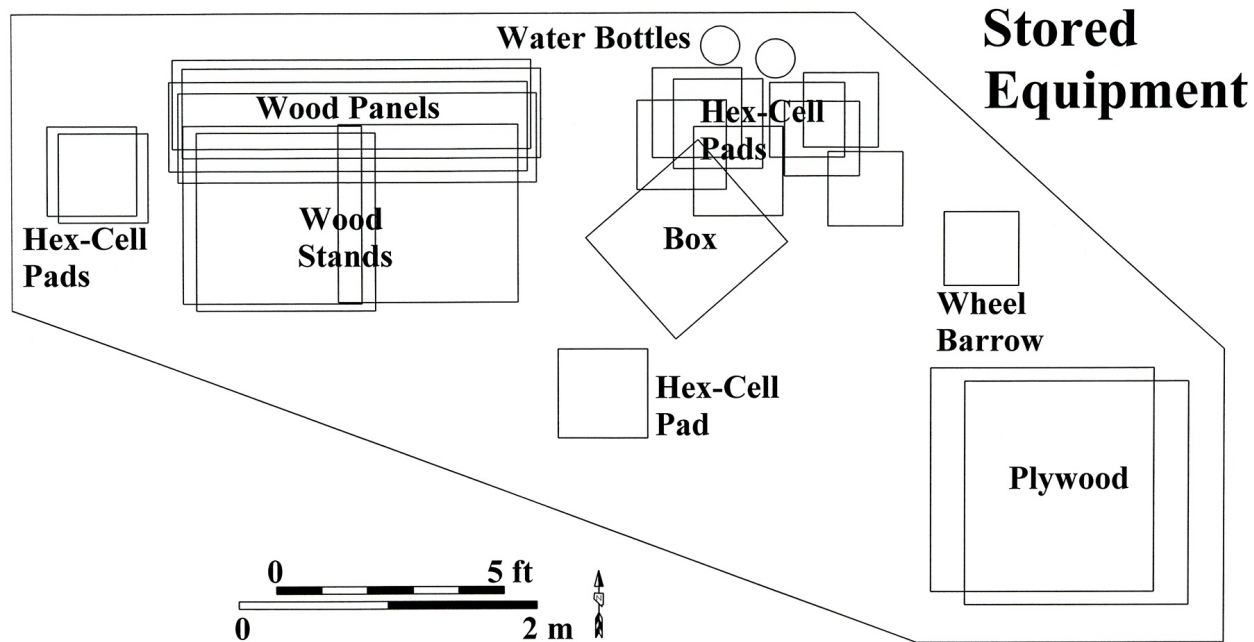 Stored
Equipment
Water Bottles
Wood Panels
Hex-Cell
Pads
Wood
Stands
Hex-Cell
Pads
Box
Wheel
Barrow
Hex-Cell
Pad
Plywood
0 5 ft
N
0 2 m